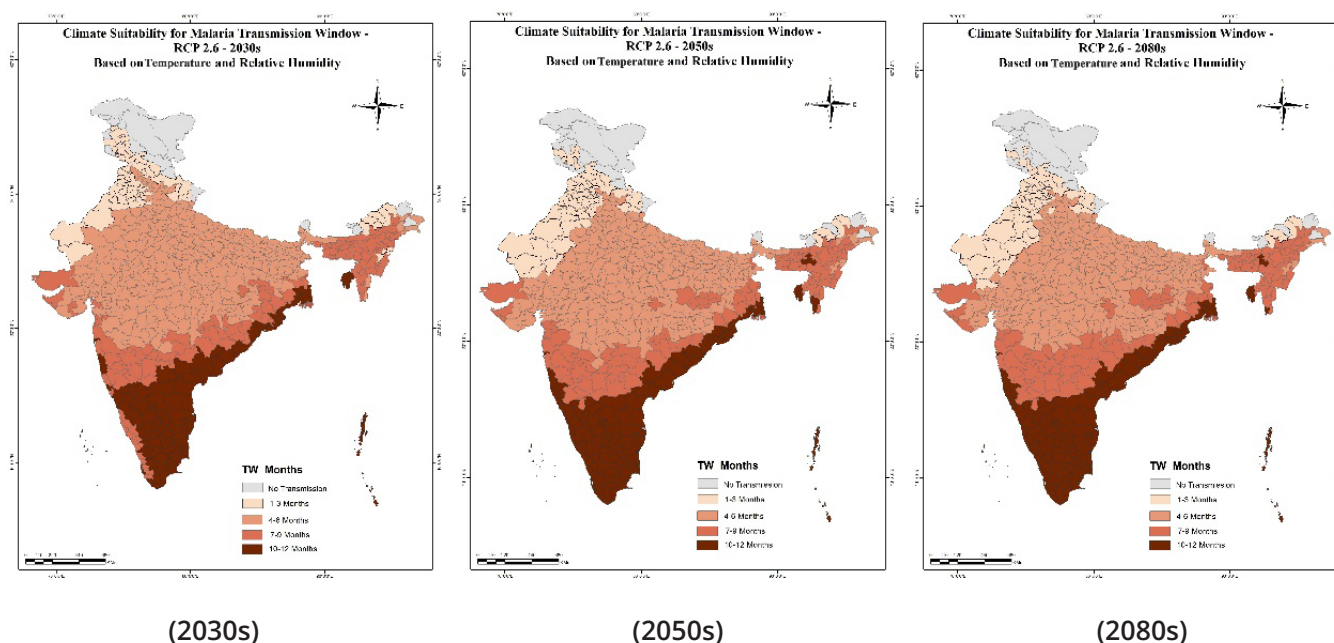 Climate Suitability for Malaria Transmission Window -
RCP 2.6 - 2030s
Based on Temperature and Relative Humidity
W
E
TW Months
No Transmission
1-3 Months
4-6 Months
7-9 Months
10-12 Months
Climate Suitability for Malaria Transmission Window -
RCP 2.6 - 2050s
Based on Temperature and Relative Humidity
W
E
TW Months
No Transmission
1-3 Months
4-6 Months
7-9 Months
10-12 Months
Climate Suitability for Malaria Transmission Window -
RCP 2.6 - 2080s
Based on Temperature and Relative Humidity
W
E
TW Months
No Transmission
1-3 Months
4-6 Months
7-9 Months
10-12 Months
(2030s)
(2050s)
(2080s)